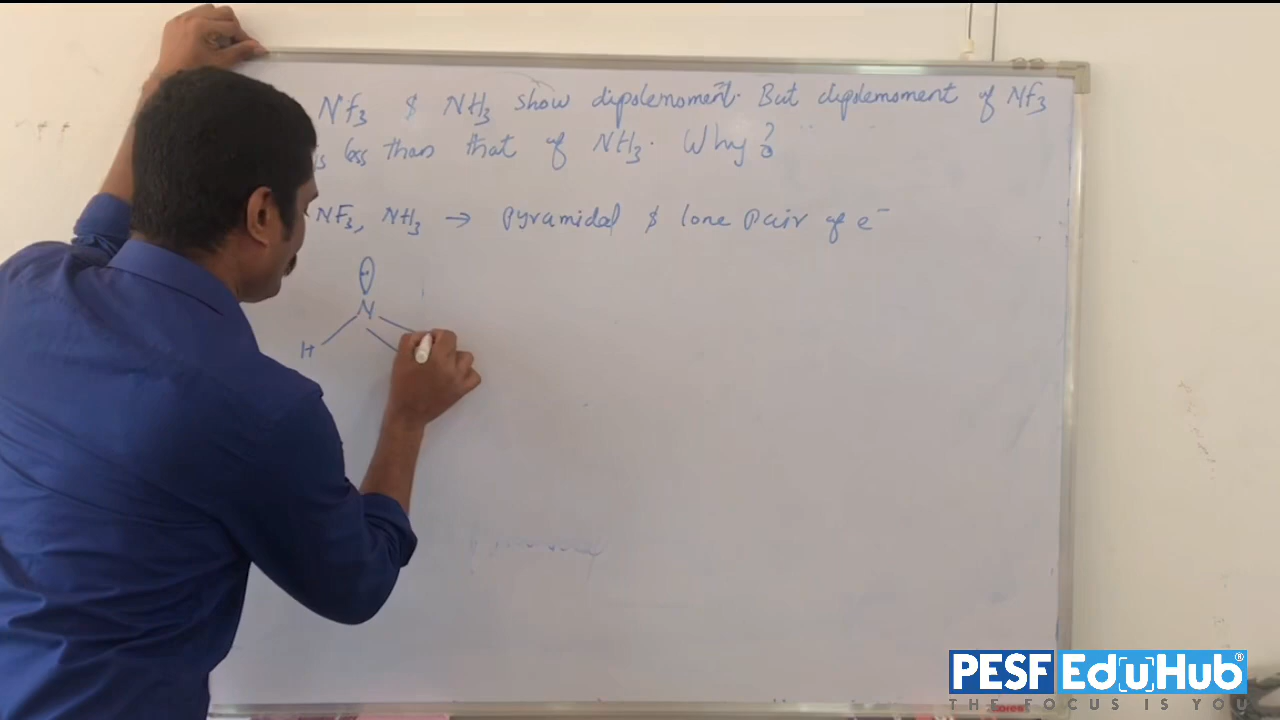 NF3 & NH3 show dipolemoment. But dipolemoment of NF3
is less than that of NH3. Why?
NF3, NH3 → Pyramidal & lone pair of e⁻
N
H
PESF EduHub®
THE FOCUS IS YOU